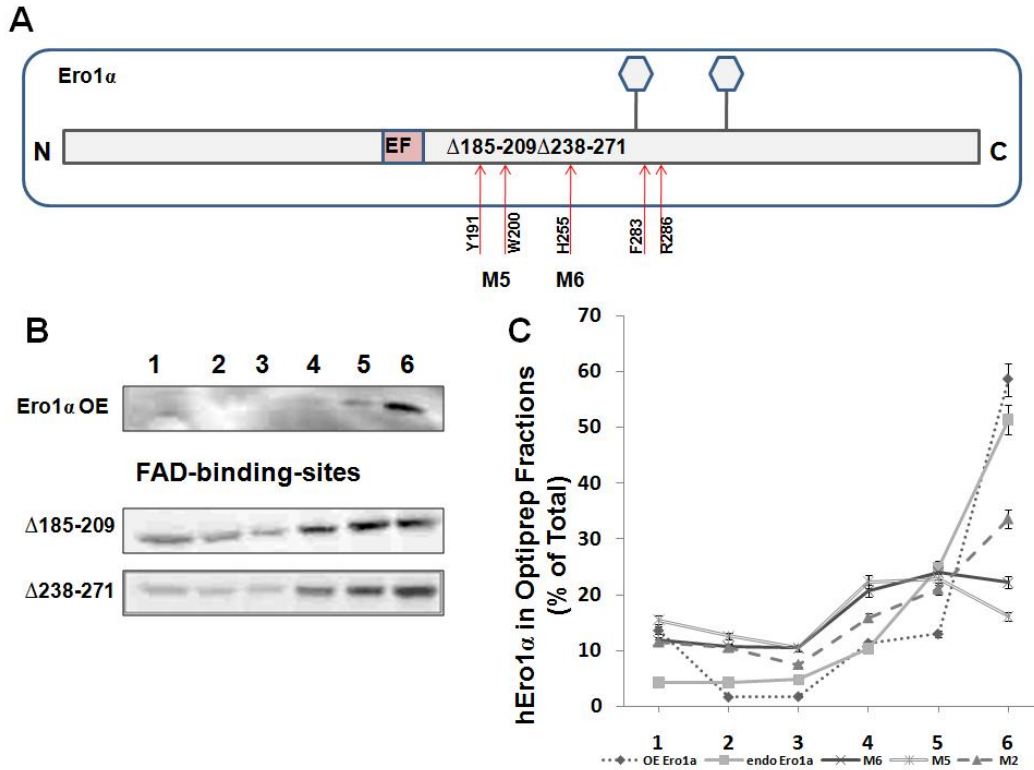 A
Ero1α
N
EF
Δ185-209Δ238-271
C
Y191
W200
H255
F283
R286
M5
M6
B
1 2 3 4 5 6
Ero1α OE
FAD-binding-sites
Δ185-209
Δ238-271
C
hEro1α in Optiprep Fractions
(% of Total)
70
60
50
40
30
20
10
0
1 2 3 4 5 6
OE Ero1a endo Ero1a M6 M5 M2